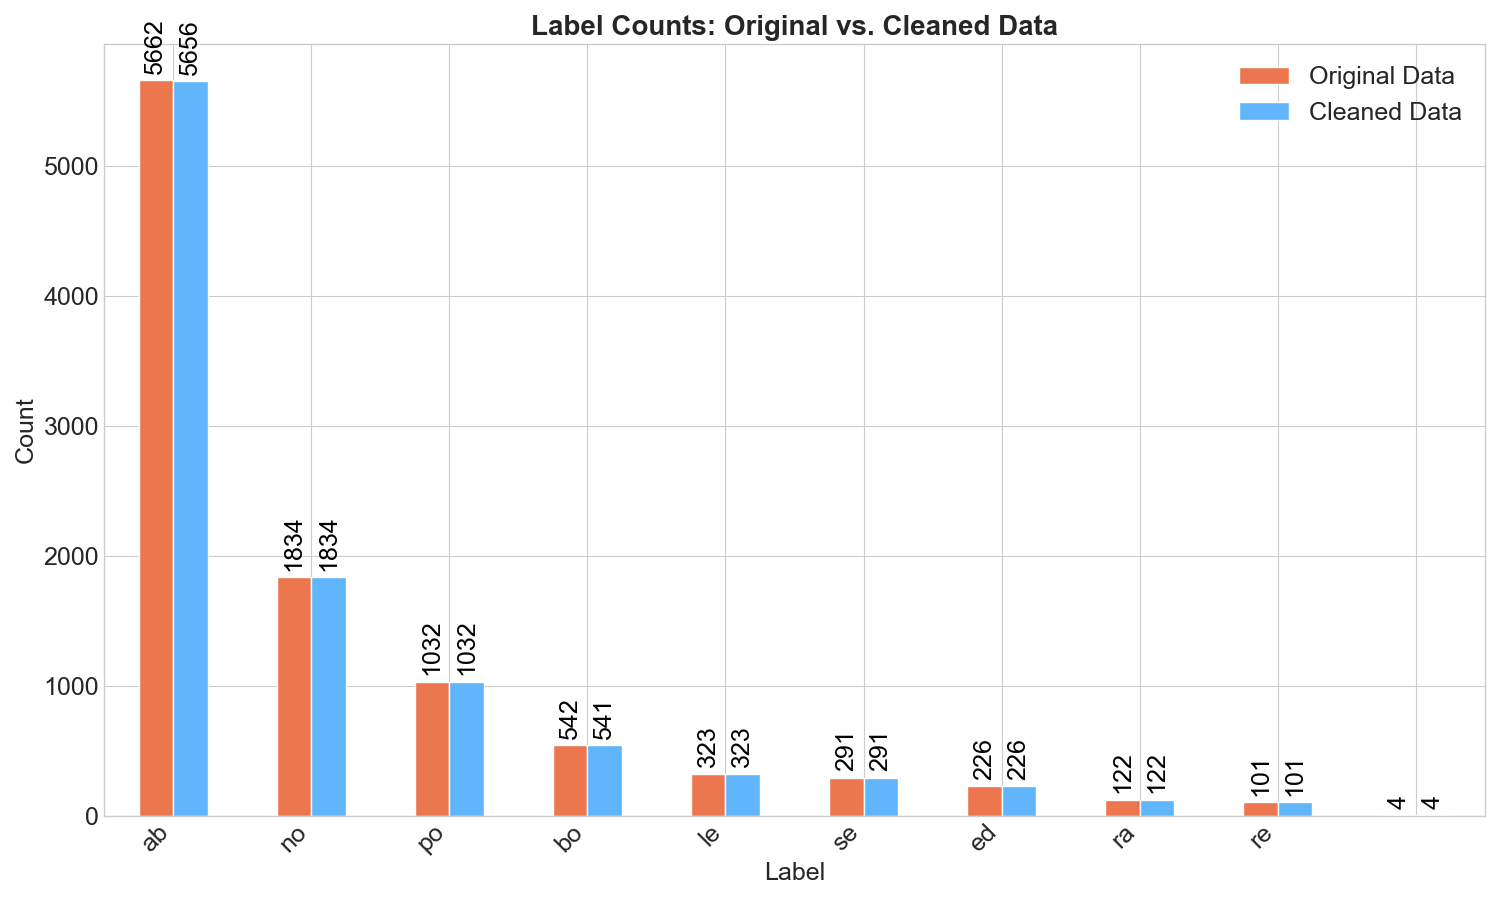 Label Counts: Original vs. Cleaned Data
Original Data
Cleaned Data
Count
5000
4000
3000
2000
1000
0
5662 5656
1834 1834
1032 1032
542 541
323 323
291 291
226 226
122 122
101 101
4 4
ab no po bo le se ed ra re
Label